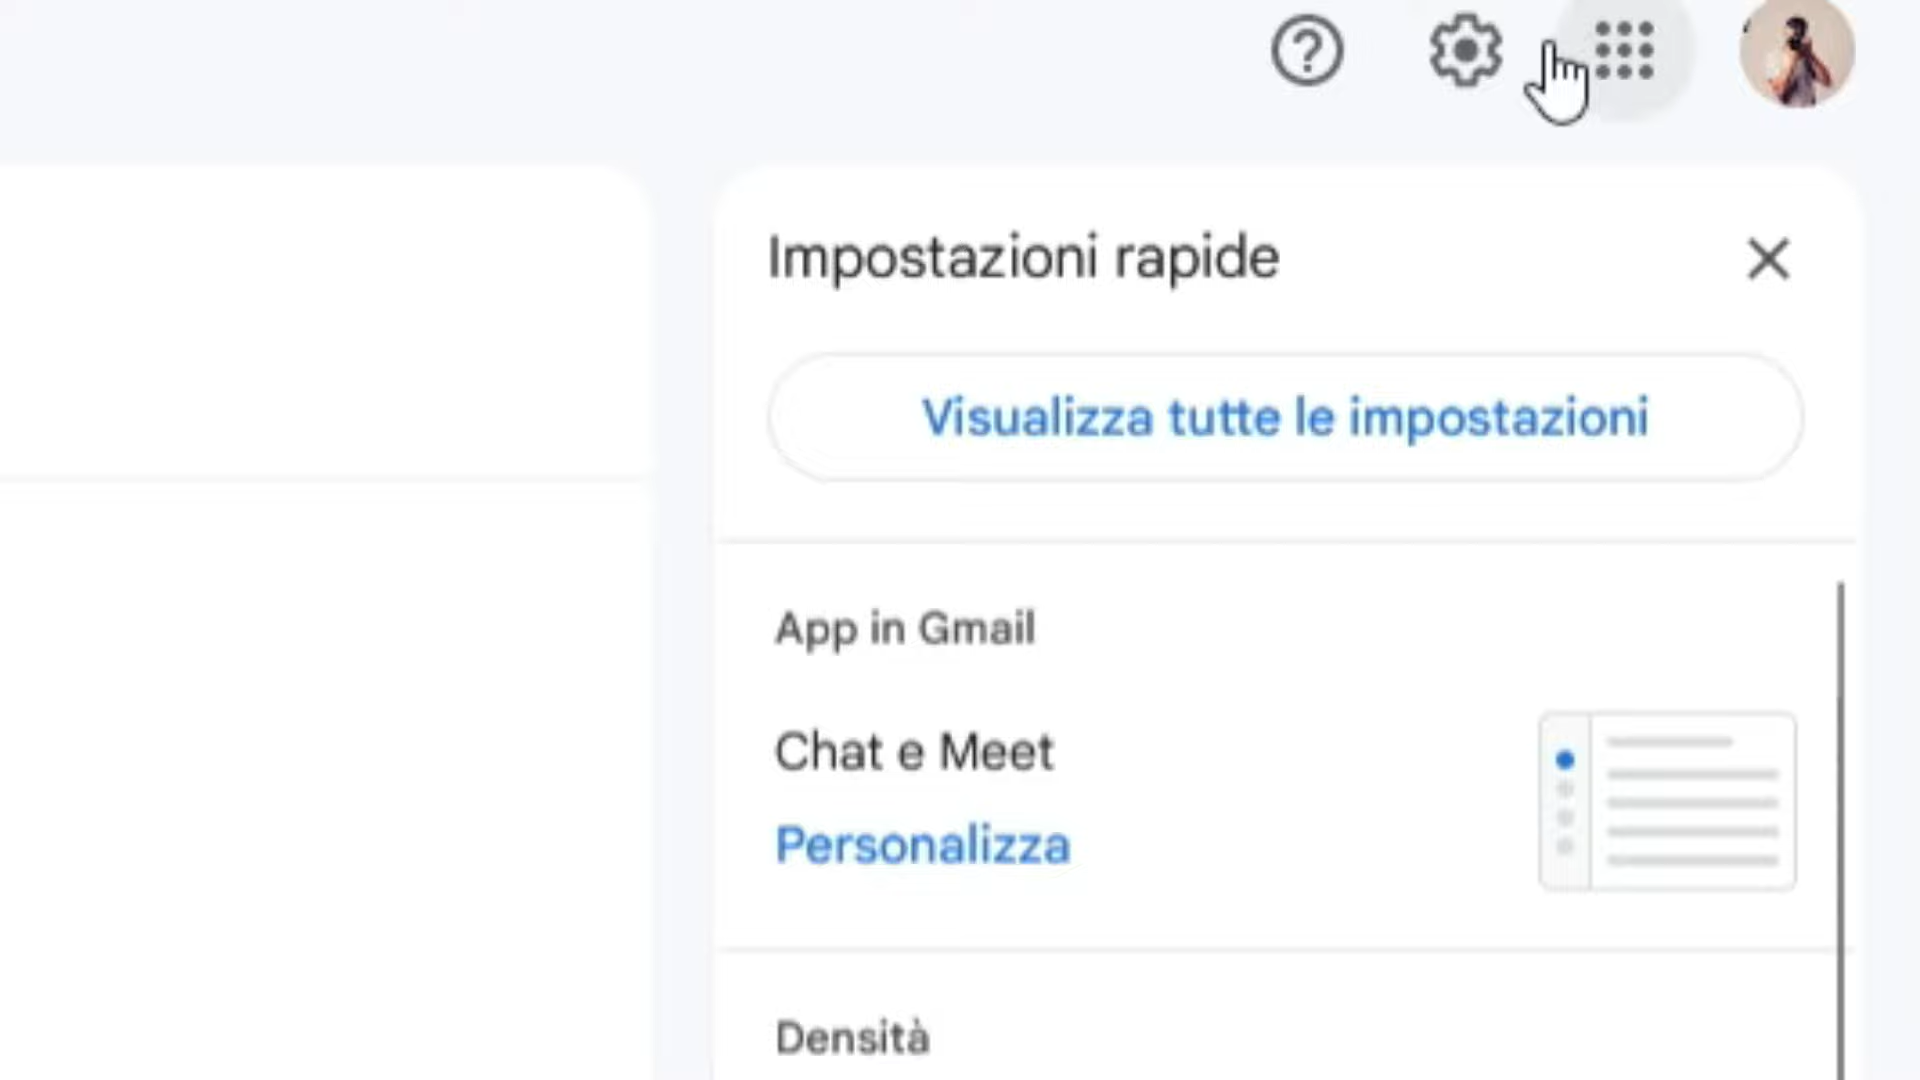 Impostazioni rapide
Visualizza tutte le impostazioni
App in Gmail
Chat e Meet
Personalizza
Densità